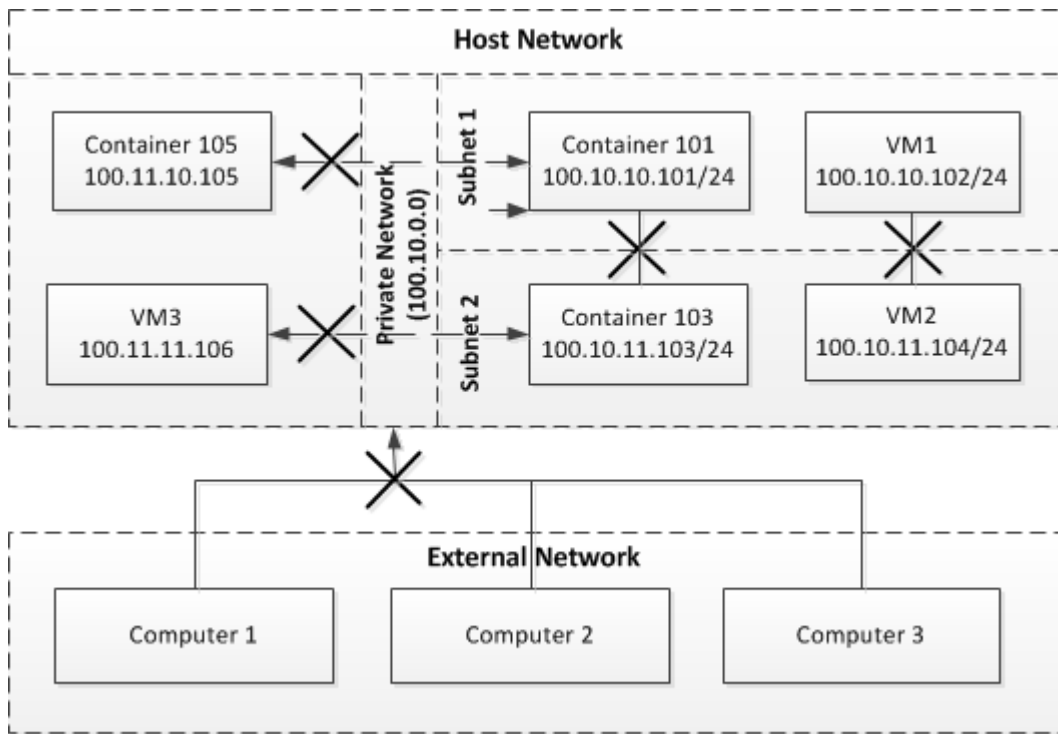 Host Network
Container 105
100.11.10.105
Private Network
(100.10.0.0)
Subnet 1
Container 101
100.10.10.101/24
VM1
100.10.10.102/24
VM3
100.11.11.106
Subnet 2
Container 103
100.10.11.103/24
VM2
100.10.11.104/24
External Network
Computer 1
Computer 2
Computer 3